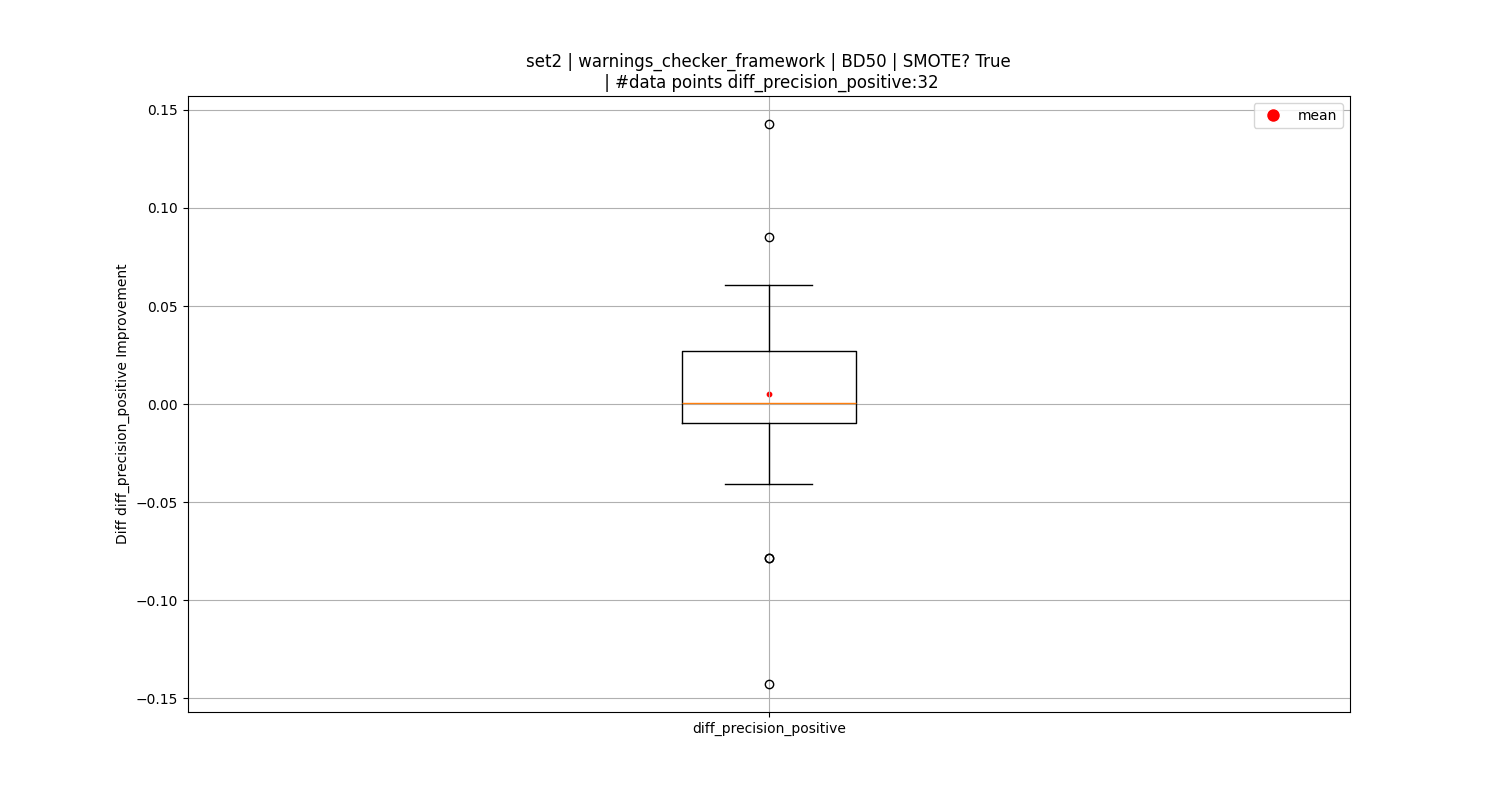 set2 | warnings_checker_framework | BD50 | SMOTE? True
| #data points diff_precision_positive:32
mean
0.15
0.10
0.05
0.00
−0.05
−0.10
−0.15
Diff diff_precision_positive Improvement
diff_precision_positive